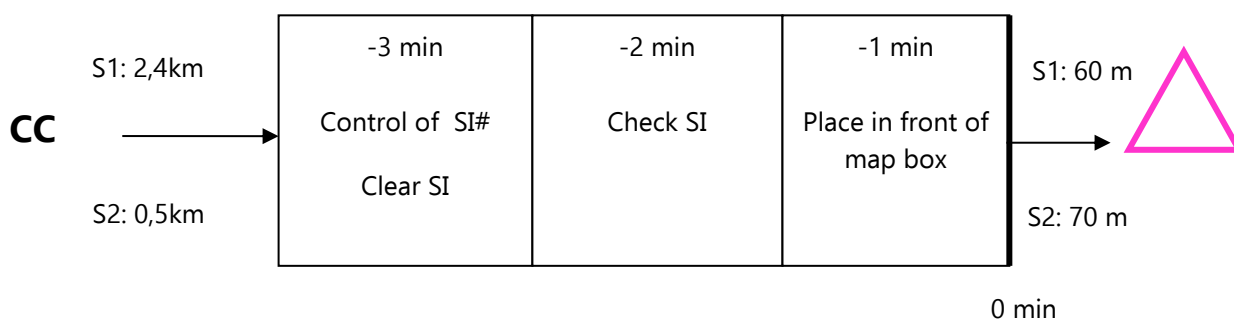 CC
S1: 2,4km
S2: 0,5km
-3 min
Control of SI#
Clear SI
-2 min
Check SI
-1 min
Place in front of
map box
S1: 60 m
S2: 70 m
0 min